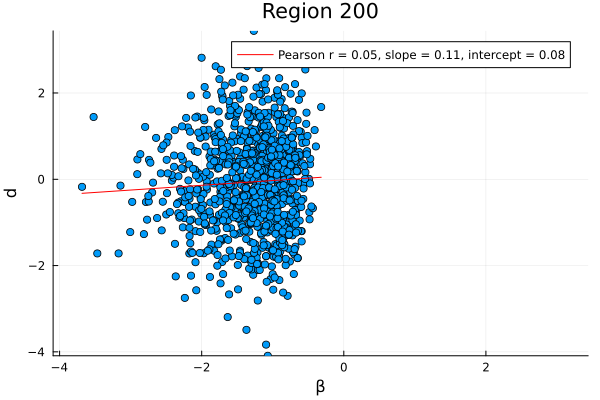 Region 200
Pearson r = 0.05, slope = 0.11, intercept = 0.08
d
2
0
−2
−4
−4
−2
0
2
β